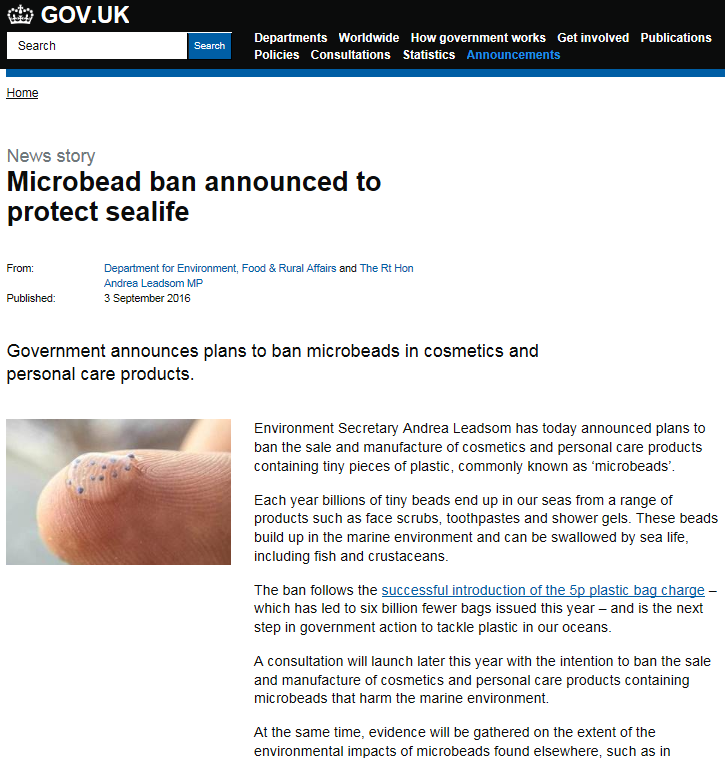 GOV.UK
Search
Search
Departments Worldwide How government works Get involved Publications
Policies Consultations Statistics Announcements
Home
News story
Microbead ban announced to
protect sealife
From: Department for Environment, Food & Rural Affairs and The Rt Hon
Andrea Leadsom MP
Published: 3 September 2016
Government announces plans to ban microbeads in cosmetics and
personal care products.
Environment Secretary Andrea Leadsom has today announced plans to
ban the sale and manufacture of cosmetics and personal care products
containing tiny pieces of plastic, commonly known as ‘microbeads’.
Each year billions of tiny beads end up in our seas from a range of
products such as face scrubs, toothpastes and shower gels. These beads
build up in the marine environment and can be swallowed by sea life,
including fish and crustaceans.
The ban follows the successful introduction of the 5p plastic bag charge –
which has led to six billion fewer bags issued this year – and is the next
step in government action to tackle plastic in our oceans.
A consultation will launch later this year with the intention to ban the sale
and manufacture of cosmetics and personal care products containing
microbeads that harm the marine environment.
At the same time, evidence will be gathered on the extent of the
environmental impacts of microbeads found elsewhere, such as in